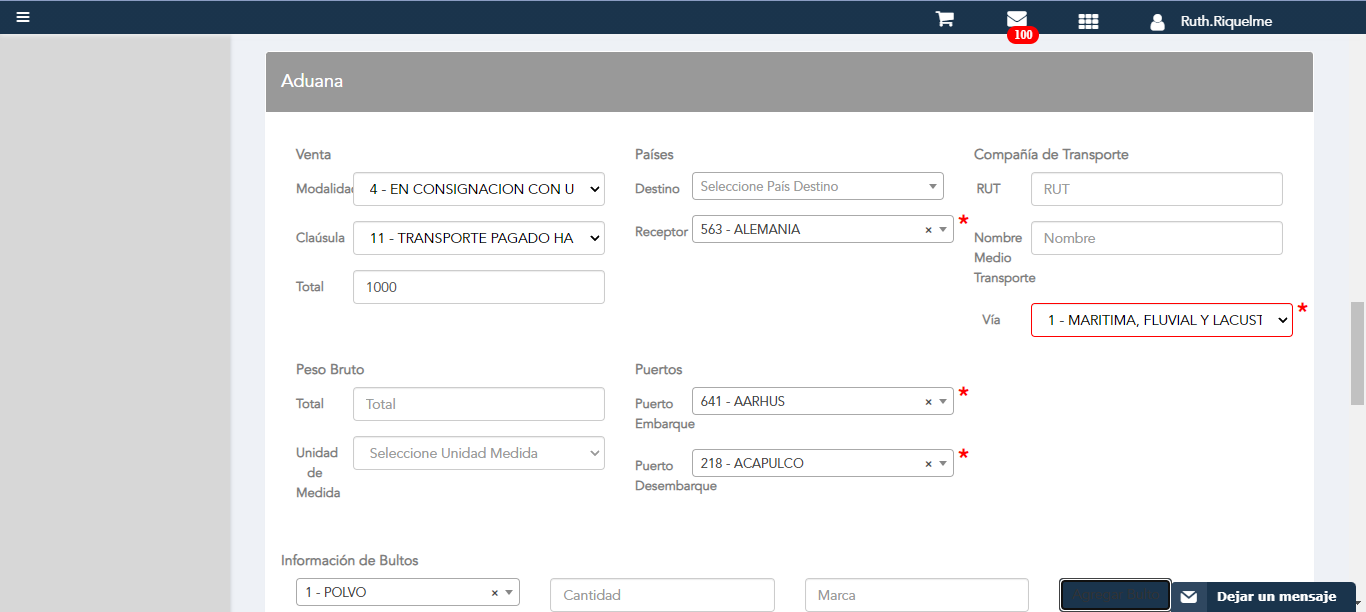 100
Ruth.Riquelme
Aduana
Venta
Países
Compañía de Transporte
Modalidad
4 - EN CONSIGNACION CON U
Destino
Seleccione País Destino
RUT
RUT
Claúsula
11 - TRANSPORTE PAGADO HA
Receptor
563 - ALEMANIA
× *
Nombre
Medio
Transporte
Nombre
Total
1000
Vía
1 - MARITIMA, FLUVIAL Y LACUST
*
Peso Bruto
Puertos
Total
Total
Puerto
Embarque
641 - AARHUS
× *
Unidad
de
Medida
Seleccione Unidad Medida
Puerto
Desembarque
218 - ACAPULCO
× *
Información de Bultos
1 - POLVO
×
Cantidad
Marca
Dejar un mensaje